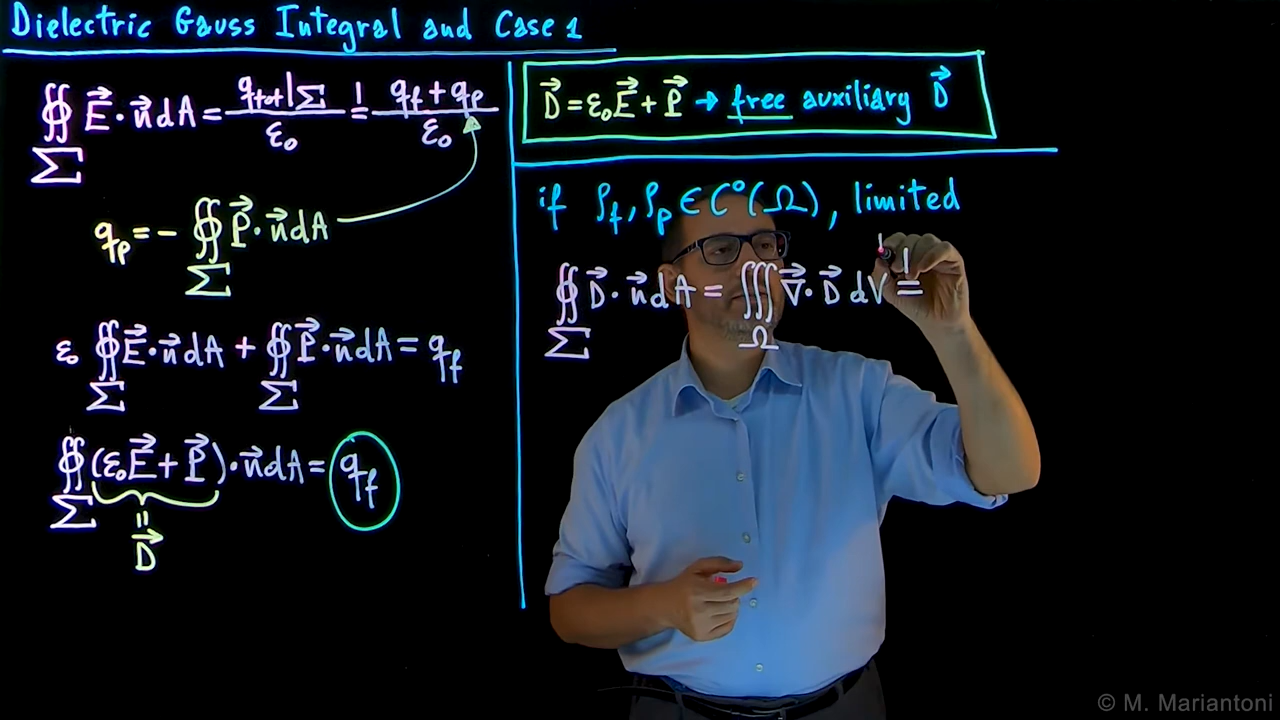 Dielectric Gauss Integral and Case 1
∯_Σ E⃗·n⃗dA = q_tot|_Σ / ε₀ =! (q_f + q_p) / ε₀
q_p = − ∯_Σ P⃗·n⃗dA
ε₀ ∯_Σ E⃗·n⃗dA + ∯_Σ P⃗·n⃗dA = q_f
∯_Σ (ε₀E⃗ + P⃗)·n⃗dA = q_f
=
D⃗
D⃗ = ε₀E⃗ + P⃗ → free auxiliary D⃗
if ρ_f, ρ_p ∈ C⁰(Ω), limited
∯_Σ D⃗·n⃗dA = ∭_Ω ∇⃗·D⃗ dV =!
© M. Mariantoni